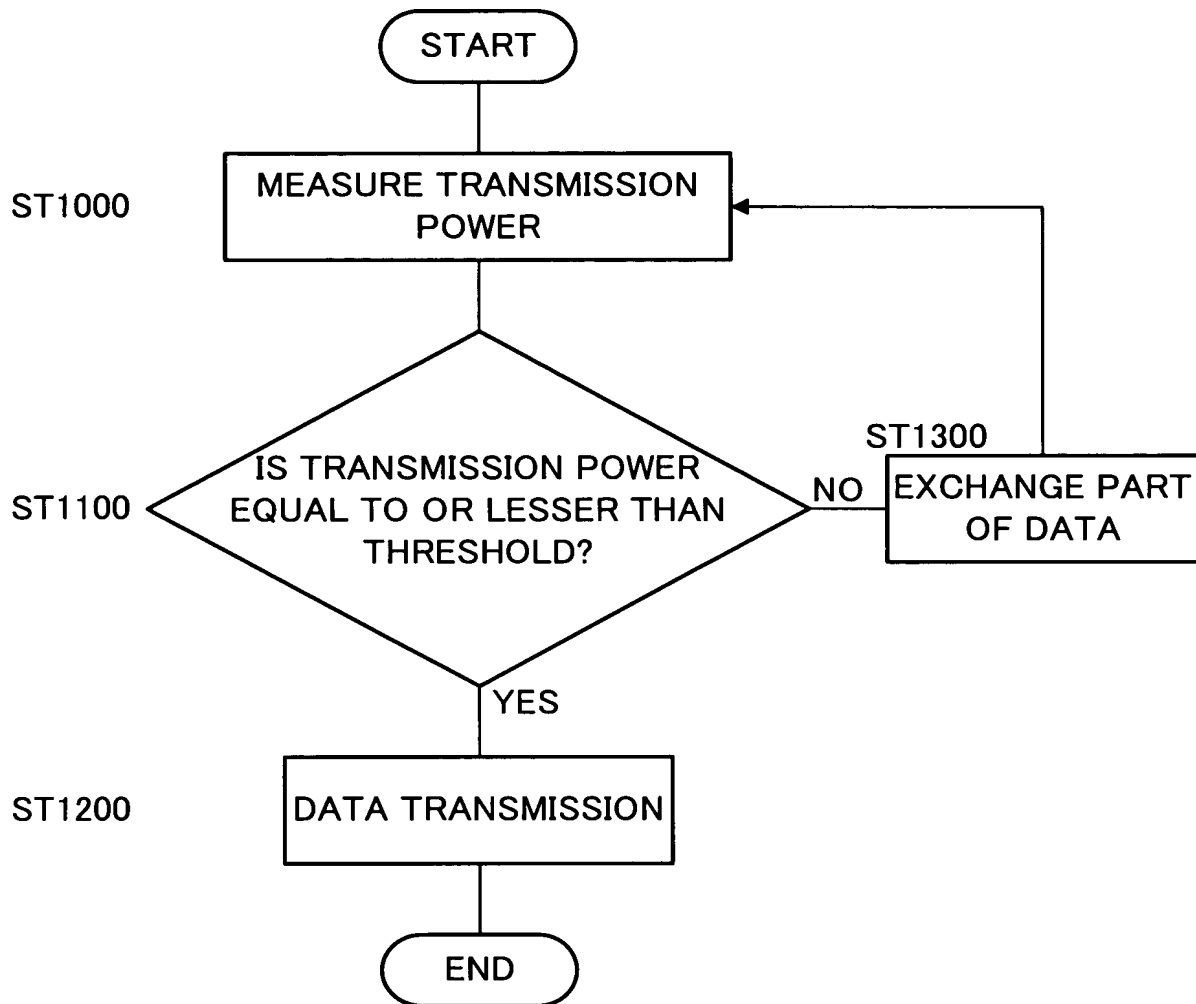 START
ST1000
MEASURE TRANSMISSION
POWER
ST1100
IS TRANSMISSION POWER
EQUAL TO OR LESSER THAN
THRESHOLD?
NO
ST1300
EXCHANGE PART
OF DATA
YES
ST1200
DATA TRANSMISSION
END